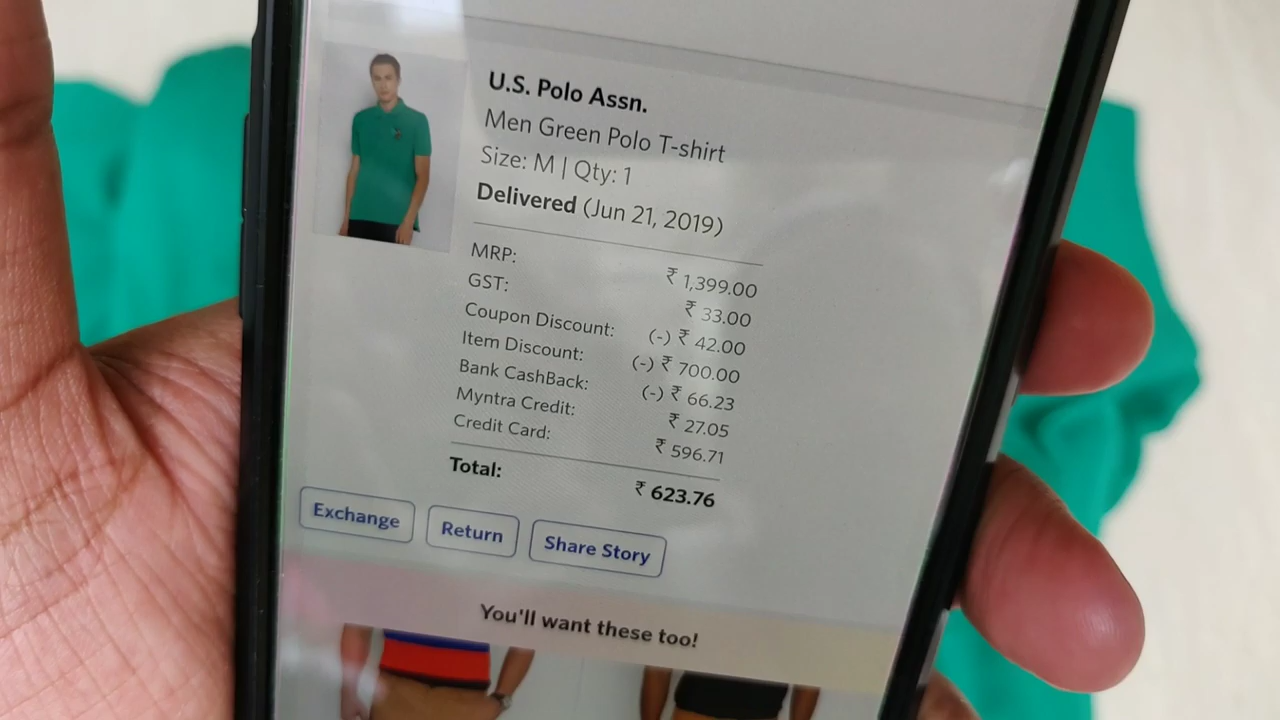 U.S. Polo Assn.
Men Green Polo T-shirt
Size: M | Qty: 1
Delivered (Jun 21, 2019)
MRP: ₹ 1,399.00
GST: ₹ 33.00
Coupon Discount: (-) ₹ 42.00
Item Discount: (-) ₹ 700.00
Bank CashBack: (-) ₹ 66.23
Myntra Credit: ₹ 27.05
Credit Card: ₹ 596.71
Total: ₹ 623.76
Exchange Return Share Story
You'll want these too!